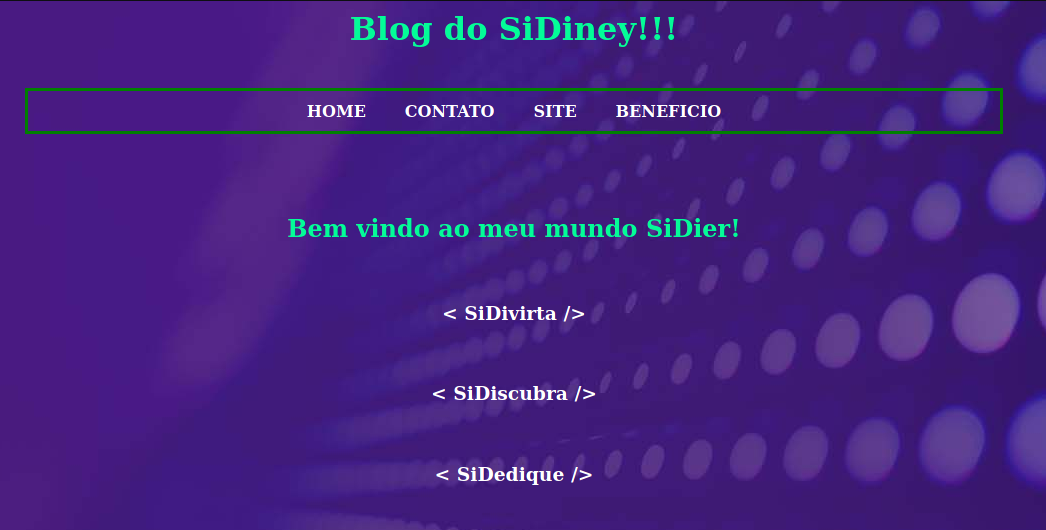 Blog do SiDiney!!!
HOME CONTATO SITE BENEFICIO
Bem vindo ao meu mundo SiDier!
< SiDivirta />
< SiDiscubra />
< SiDedique />